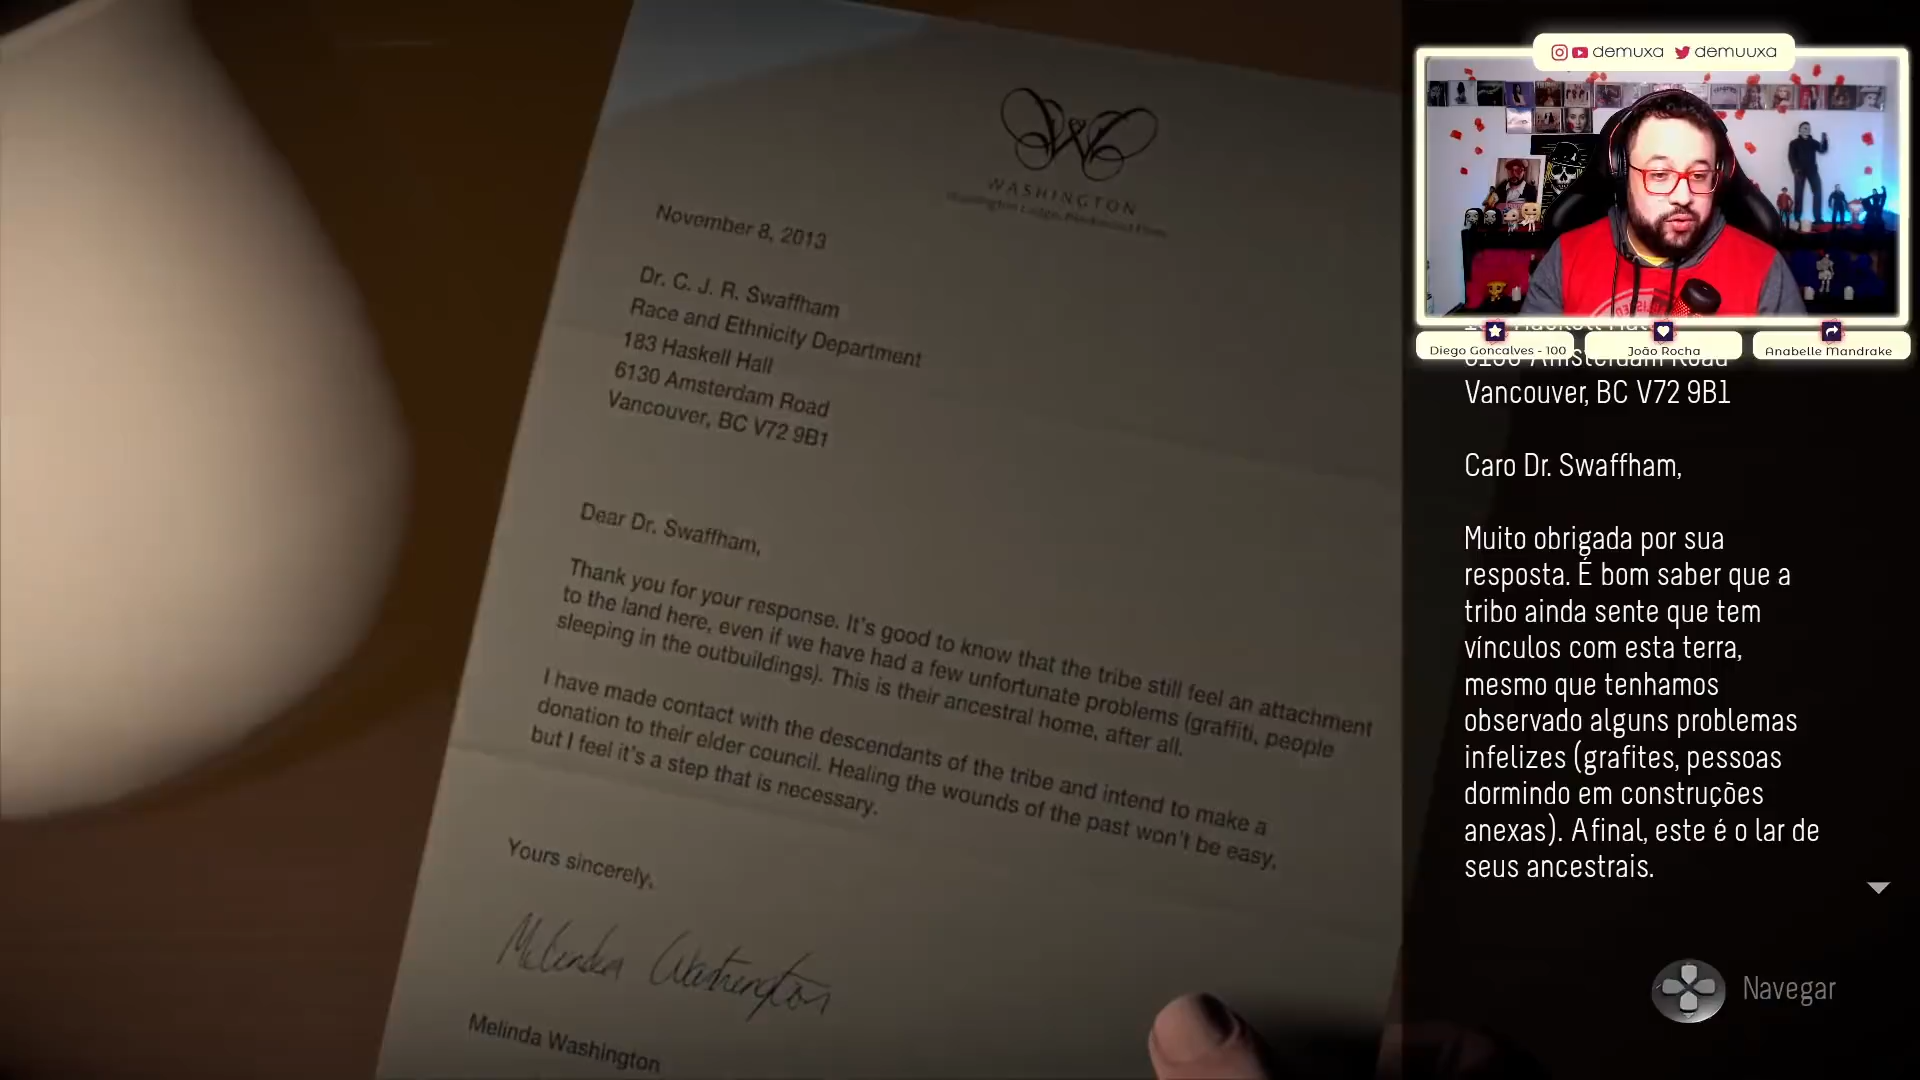 WASHINGTON
November 8, 2013
Dr. C. J. R. Swaffham
Race and Ethnicity Department
183 Haskell Hall
6130 Amsterdam Road
Vancouver, BC V72 9B1
Dear Dr. Swaffham,
Thank you for your response. It's good to know that the tribe still feel an attachment
to the land here, even if we have had a few unfortunate problems (graffiti, people
sleeping in the outbuildings). This is their ancestral home, after all.
I have made contact with the descendants of the tribe and intend to make a
donation to their elder council. Healing the wounds of the past won't be easy,
but I feel it's a step that is necessary.
Yours sincerely,
Melinda Washington
Melinda Washington
demuxa demuuxa
Diego Goncalves - 100
João Rocha
Anabelle Mandrake
Amsterdam Road
Vancouver, BC V72 9B1
Caro Dr. Swaffham,
Muito obrigada por sua
resposta. É bom saber que a
tribo ainda sente que tem
vínculos com esta terra,
mesmo que tenhamos
observado alguns problemas
infelizes (grafites, pessoas
dormindo em construções
anexas). Afinal, este é o lar de
seus ancestrais.
Navegar